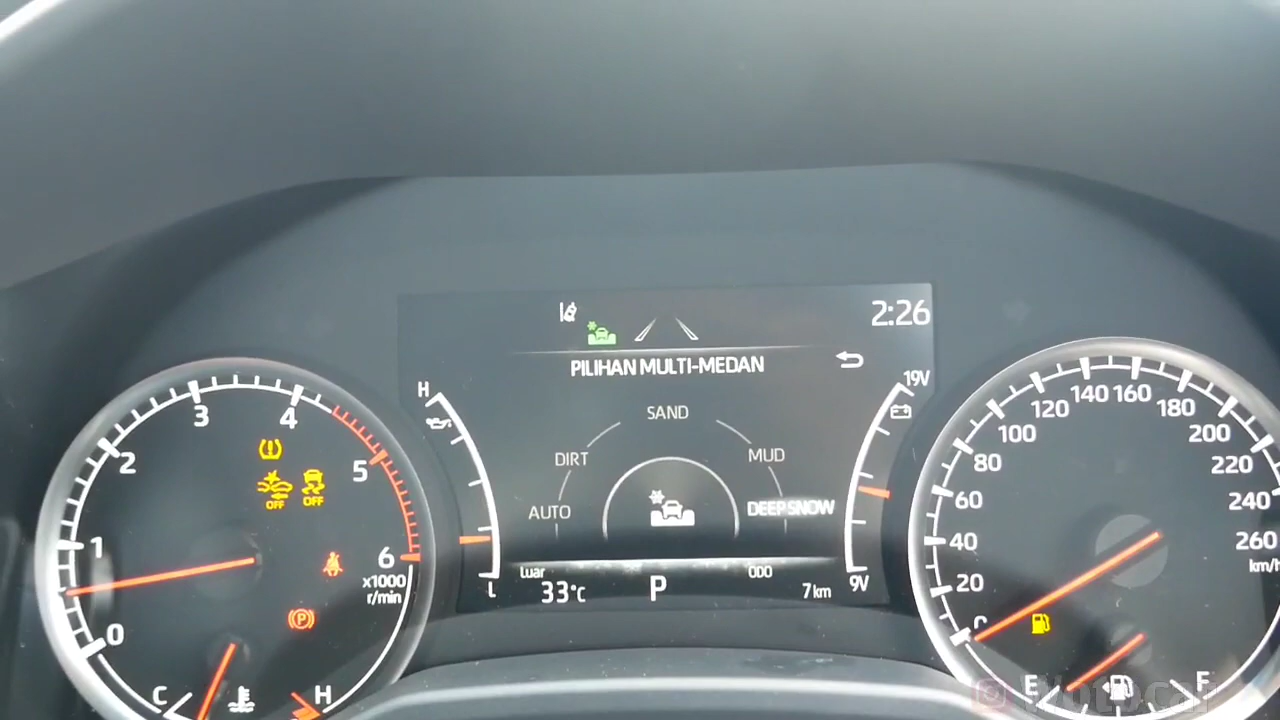 2:26
PILIHAN MULTI-MEDAN
SAND
DIRT
MUD
AUTO
DEEP SNOW
Luar
33°C
P
ODO
7 km
H
L
19V
9V
0
1
2
3
4
5
6
x1000
r/min
OFF
OFF
P
C
H
0
20
40
60
80
100
120
140
160
180
200
220
240
260
km/h
E
F